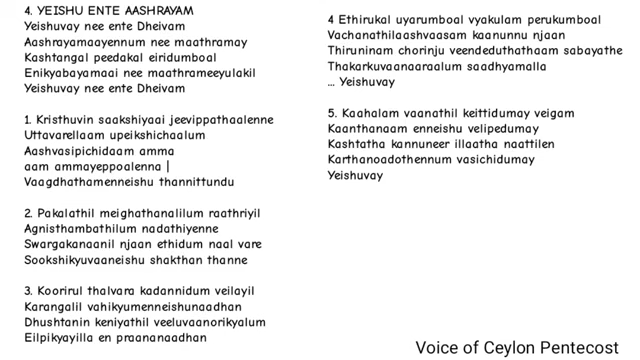 4. YEISHU ENTE AASHRAYAM
Yeishuvay nee ente Dheivam
Aashrayamaayennum nee maathramay
Kashtangal peedakal eiridumboal
Enikyabayamaai nee maathrameeyulakil
Yeishuvay nee ente Dheivam
1. Kristhuvin saakshiyaai jeevippathaalenne
Uttavarellaam upeikshichaalum
Aashvasipichidaam amma
aam ammayeppoalenna |
Vaagdhathamenneishu thannittundu
2. Pakalathil meighathanalilum raathriyil
Agnisthambathilum nadathiyenne
Swargakanaanil njaan ethidum naal vare
Sookshikyuvaaneishu shakthan thanne
3. Koorirul thalvara kadannidum veilayil
Karangalil vahikyumenneishunaadhan
Dhushtanin keniyathil veeluvaanorikyalum
Eilpikyayilla en praananaadhan
4 Ethirukal uyarumboal vyakulam perukumboal
Vachanathilaashvaasam kaanunnu njaan
Thiruninam chorinju veendeduthathaam sabayathe
Thakarkuvaanaaraalum saadhyamalla
... Yeishuvay
5. Kaahalam vaanathil keittidumay veigam
Kaanthanaam enneishu velipedumay
Kashtatha kannuneer illaatha naattilen
Karthanoadothennum vasichidumay
Yeishuvay
Voice of Ceylon Pentecost